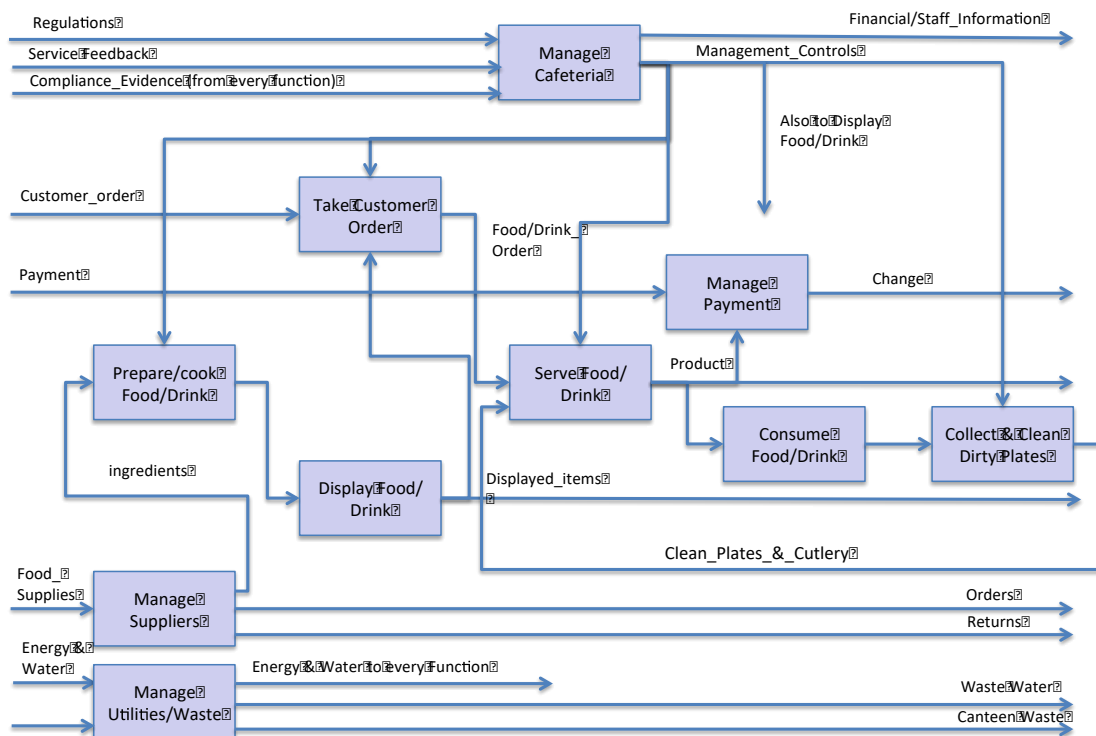 Regulations
Financial/Staff_Information
Service Feedback
Manage
Cafeteria
Management_Controls
Compliance_Evidence (from every function)
Also to Display
Food/Drink
Customer_order
Take Customer
Order
Food/Drink_
Order
Payment
Manage
Payment
Change
Prepare/cook
Food/Drink
Serve Food/
Drink
Product
Consume
Food/Drink
Collect & Clean
Dirty Plates
ingredients
Display Food/
Drink
Displayed_items
Clean_Plates_&_Cutlery
Food_
Supplies
Manage
Suppliers
Orders
Returns
Energy &
Water
Energy & Water to every Function
Manage
Utilities/Waste
Waste Water
Canteen Waste